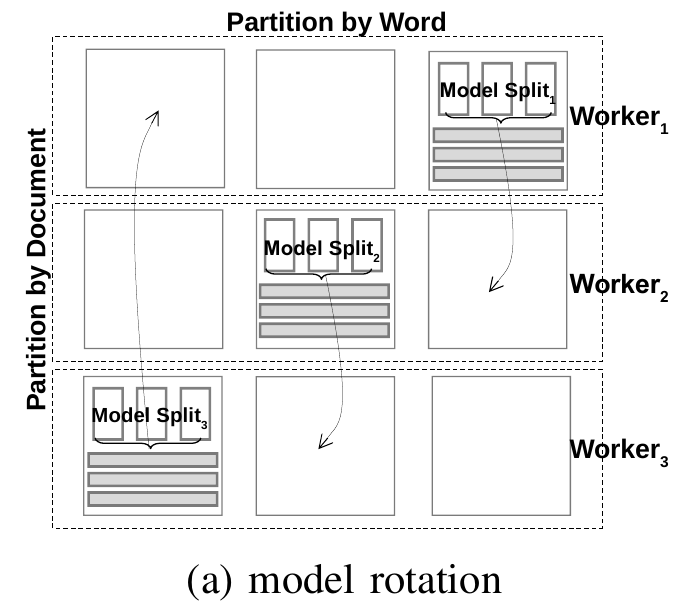 Partition by Word
Partition by Document
Model Split1
Worker1
Model Split2
Worker2
Model Split3
Worker3
(a) model rotation